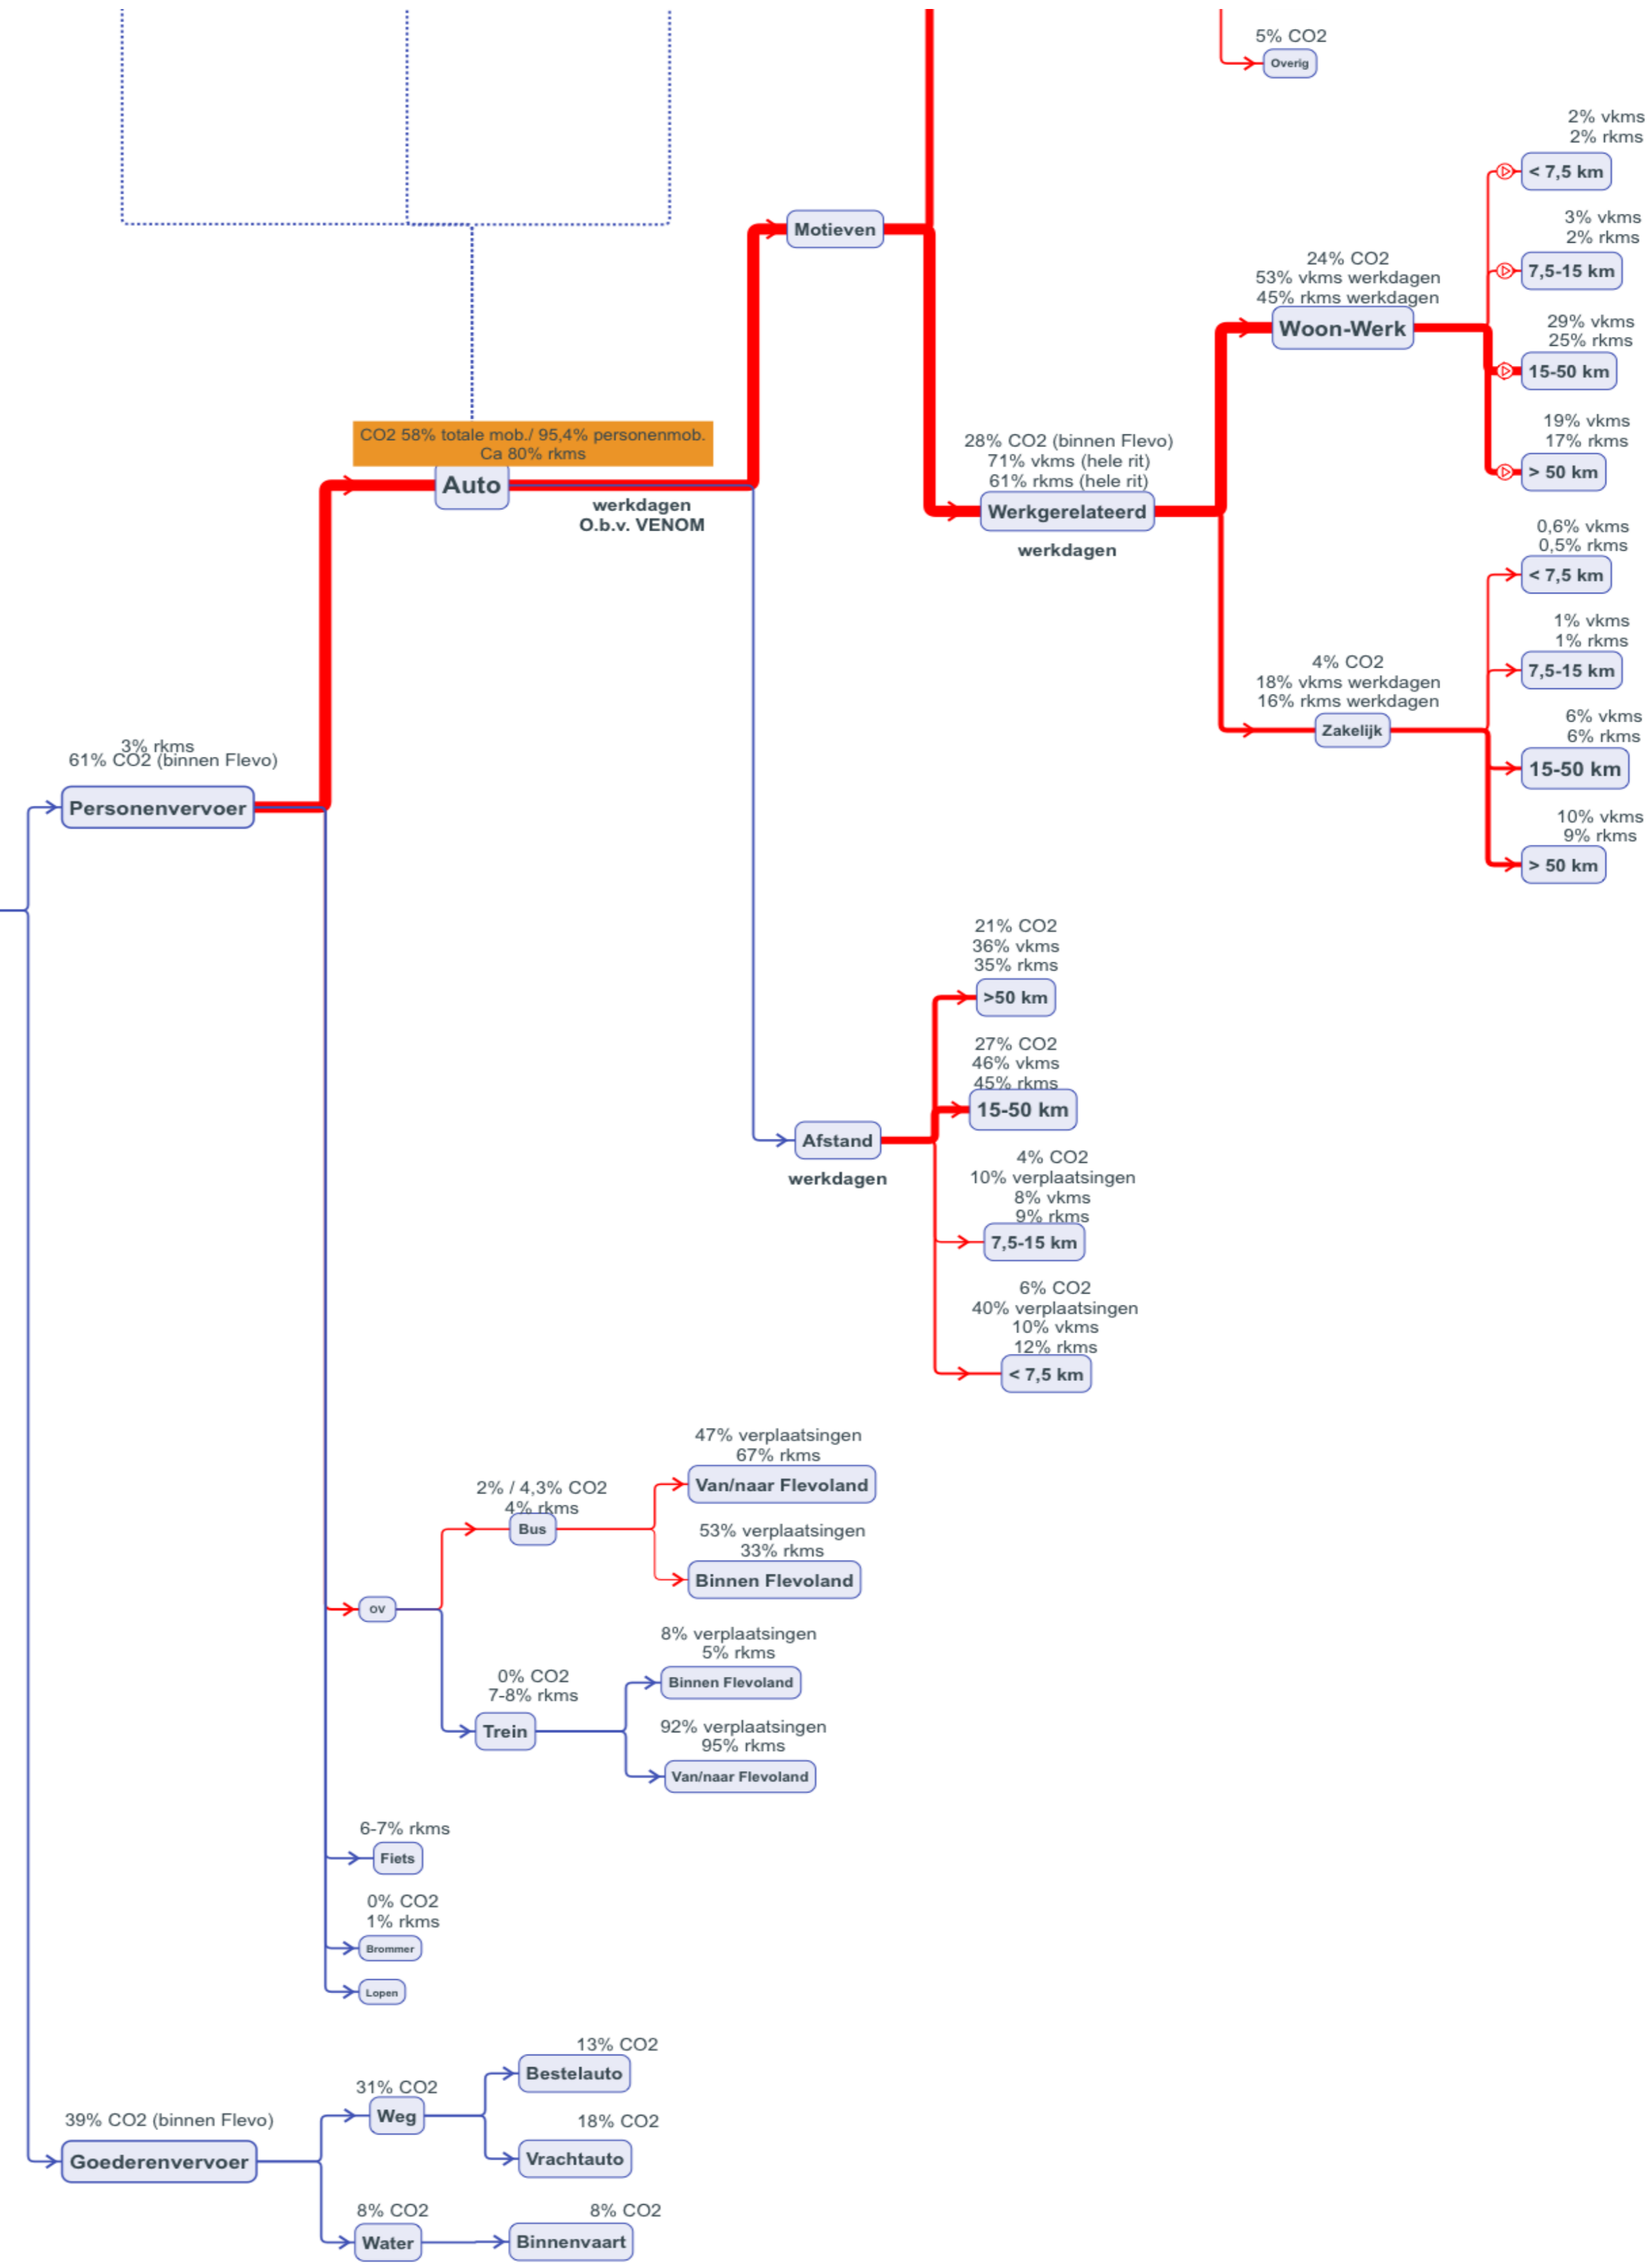 5% CO2
Overig
2% vkms
2% rkms
< 7,5 km
3% vkms
2% rkms
7,5-15 km
Motieven
24% CO2
53% vkms werkdagen
45% rkms werkdagen
Woon-Werk
29% vkms
25% rkms
15-50 km
19% vkms
17% rkms
> 50 km
CO2 58% totale mob./ 95,4% personenmob.
Ca 80% rkms
Auto
werkdagen
O.b.v. VENOM
28% CO2 (binnen Flevo)
71% vkms (hele rit)
61% rkms (hele rit)
Werkgerelateerd
werkdagen
0,6% vkms
0,5% rkms
< 7,5 km
1% vkms
1% rkms
7,5-15 km
4% CO2
18% vkms werkdagen
16% rkms werkdagen
Zakelijk
6% vkms
6% rkms
15-50 km
10% vkms
9% rkms
> 50 km
3% rkms
61% CO2 (binnen Flevo)
Personenvervoer
21% CO2
36% vkms
35% rkms
>50 km
27% CO2
46% vkms
45% rkms
15-50 km
Afstand
werkdagen
4% CO2
10% verplaatsingen
8% vkms
9% rkms
7,5-15 km
6% CO2
40% verplaatsingen
10% vkms
12% rkms
< 7,5 km
47% verplaatsingen
67% rkms
Van/naar Flevoland
2% / 4,3% CO2
4% rkms
Bus
53% verplaatsingen
33% rkms
Binnen Flevoland
OV
8% verplaatsingen
5% rkms
Binnen Flevoland
0% CO2
7-8% rkms
Trein
92% verplaatsingen
95% rkms
Van/naar Flevoland
6-7% rkms
Fiets
0% CO2
1% rkms
Brommer
Lopen
13% CO2
Bestelauto
31% CO2
Weg
18% CO2
Vrachtauto
39% CO2 (binnen Flevo)
Goederenvervoer
8% CO2
Water
8% CO2
Binnenvaart